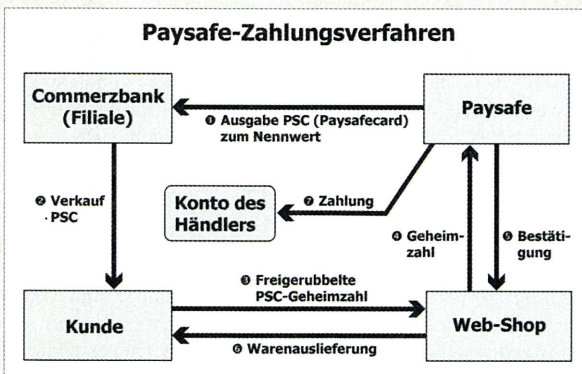 Paysafe-Zahlungsverfahren
Commerzbank
(Filiale)
Paysafe
❶ Ausgabe PSC (Paysafecard)
zum Nennwert
❷ Verkauf
PSC
Konto des
Händlers
❼ Zahlung
❹ Geheim-
zahl
❺ Bestäti-
gung
❸ Freigerubbelte
PSC-Geheimzahl
Kunde
Web-Shop
❻ Warenauslieferung